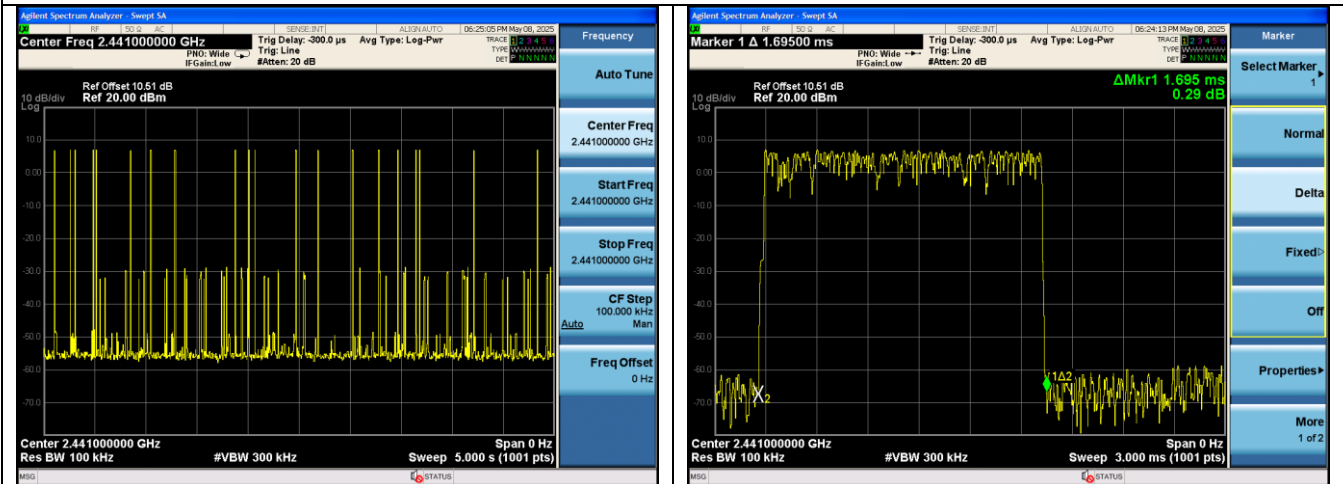 Agilent Spectrum Analyzer - Swept SA
RF 50 Ω AC SENSE:INT ALIGN AUTO 06:25:05 PM May 08, 2025
Center Freq 2.441000000 GHz
PNO: Wide
IFGain:Low
Trig Delay: -300.0 µs
Trig: Line
#Atten: 20 dB
Avg Type: Log-Pwr
TRACE 1 2 3 4 5 6
TYPE W
DET P N N N N N
Ref Offset 10.51 dB
10 dB/div Ref 20.00 dBm
Log
10.0
0.00
-10.0
-20.0
-30.0
-40.0
-50.0
-60.0
-70.0
Center 2.441000000 GHz Span 0 Hz
Res BW 100 kHz #VBW 300 kHz Sweep 5.000 s (1001 pts)
MSG STATUS
Frequency
Auto Tune
Center Freq
2.441000000 GHz
Start Freq
2.441000000 GHz
Stop Freq
2.441000000 GHz
CF Step
100.000 kHz
Auto Man
Freq Offset
0 Hz
Agilent Spectrum Analyzer - Swept SA
RF 50 Ω AC SENSE:INT ALIGN AUTO 06:24:13 PM May 08, 2025
Marker 1 Δ 1.69500 ms
PNO: Wide
IFGain:Low
Trig Delay: -300.0 µs
Trig: Line
#Atten: 20 dB
Avg Type: Log-Pwr
TRACE 1 2 3 4 5 6
TYPE W
DET P N N N N N
ΔMkr1 1.695 ms
0.29 dB
Ref Offset 10.51 dB
10 dB/div Ref 20.00 dBm
Log
10.0
0.00
-10.0
-20.0
-30.0
-40.0
-50.0
-60.0
-70.0
X2
1Δ2
Center 2.441000000 GHz Span 0 Hz
Res BW 100 kHz #VBW 300 kHz Sweep 3.000 ms (1001 pts)
MSG STATUS
Marker
Select Marker
1
Normal
Delta
Fixed
Off
Properties
More
1 of 2